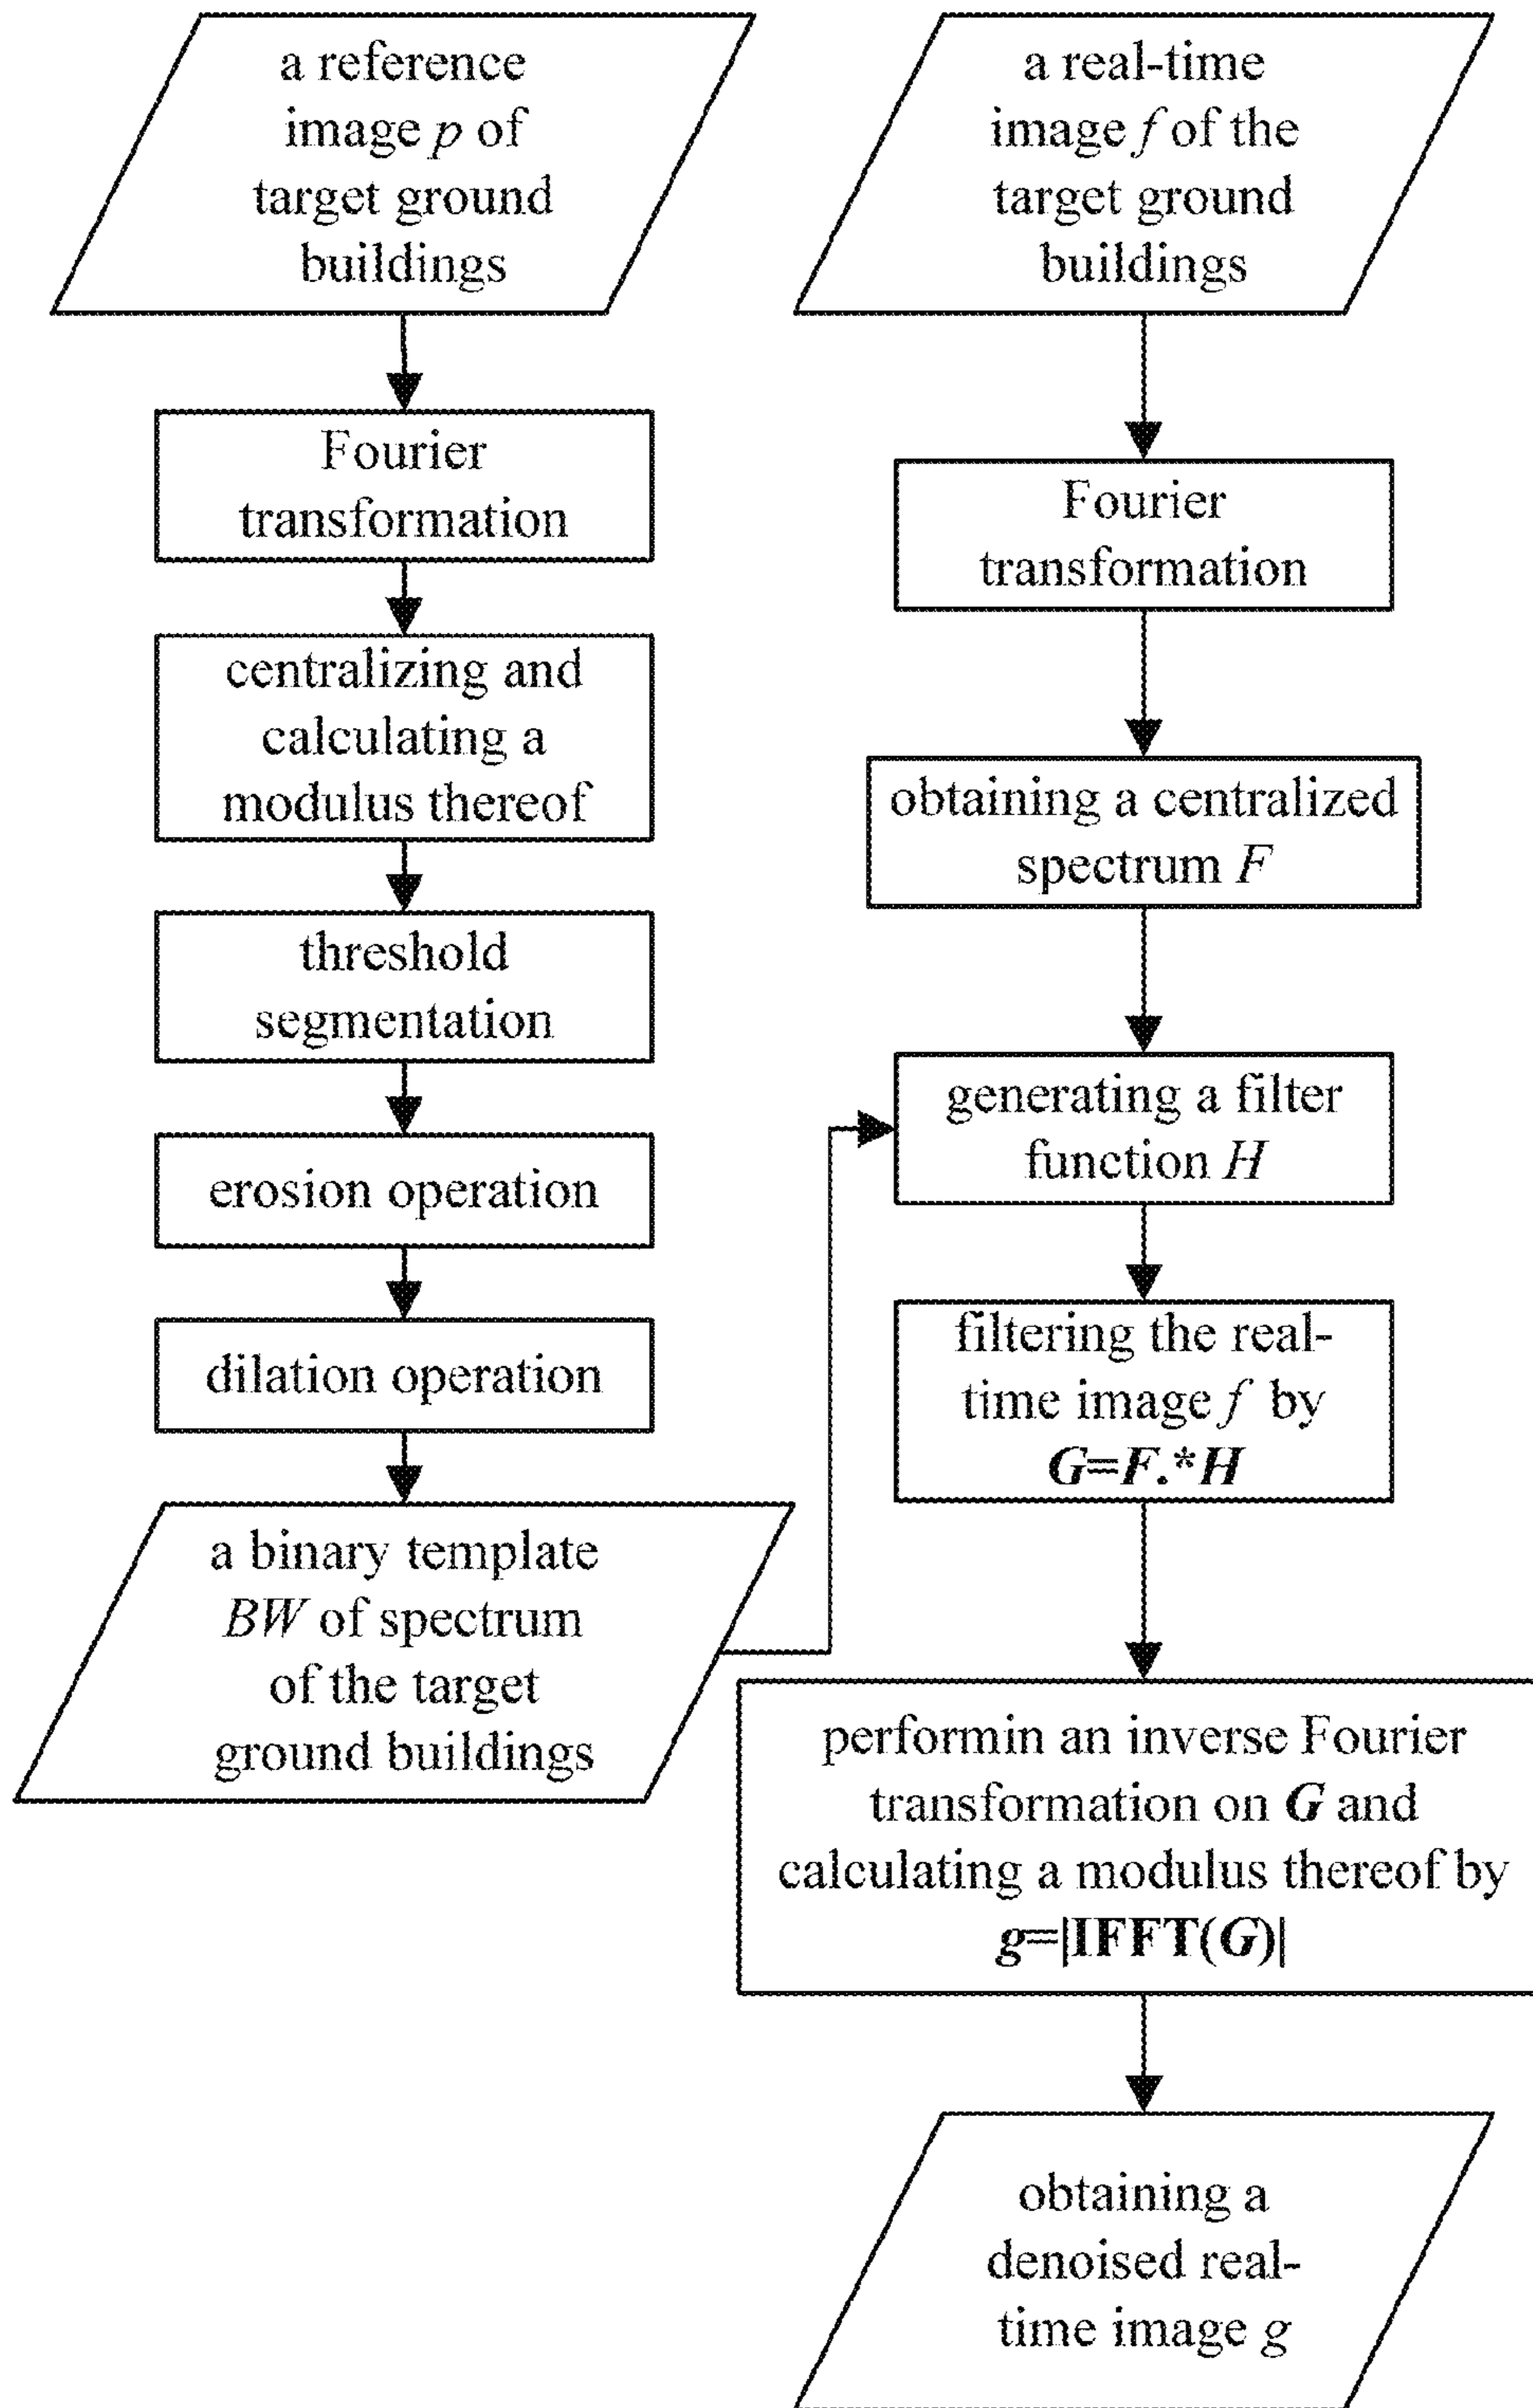 a reference
image p of
target ground
buildings
Fourier
transformation
centralizing and
calculating a
modulus thereof
threshold
segmentation
erosion operation
dilation operation
a binary template
BW of spectrum
of the target
ground buildings
a real-time
image f of the
target ground
buildings
Fourier
transformation
obtaining a centralized
spectrum F
generating a filter
function H
filtering the real-
time image f by
G=F.*H
performin an inverse Fourier
transformation on G and
calculating a modulus thereof by
g=|IFFT(G)|
obtaining a
denoised real-
time image g